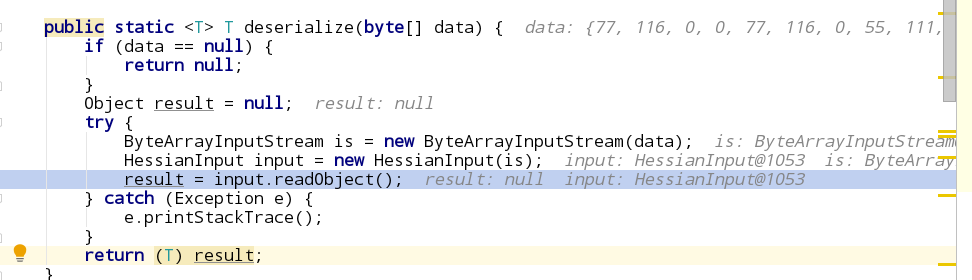 public static <T> T deserialize(byte[] data) {  data: {77, 116, 0, 0, 77, 116, 0, 55, 111,
if (data == null) {
return null;
}
Object result = null;  result: null
try {
ByteArrayInputStream is = new ByteArrayInputStream(data);  is: ByteArrayInputStream
HessianInput input = new HessianInput(is);  input: HessianInput@1053  is: ByteArray
result = input.readObject();  result: null  input: HessianInput@1053
} catch (Exception e) {
e.printStackTrace();
}
return (T) result;
}